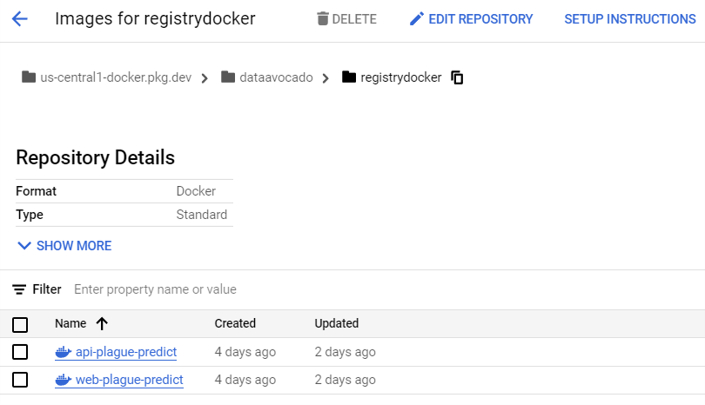 Images for registrydocker DELETE EDIT REPOSITORY SETUP INSTRUCTIONS
us-central1-docker.pkg.dev dataavocado registrydocker
Repository Details
Format Docker
Type Standard
SHOW MORE
Filter Enter property name or value
Name Created Updated
api-plague-predict 4 days ago 2 days ago
web-plague-predict 4 days ago 2 days ago